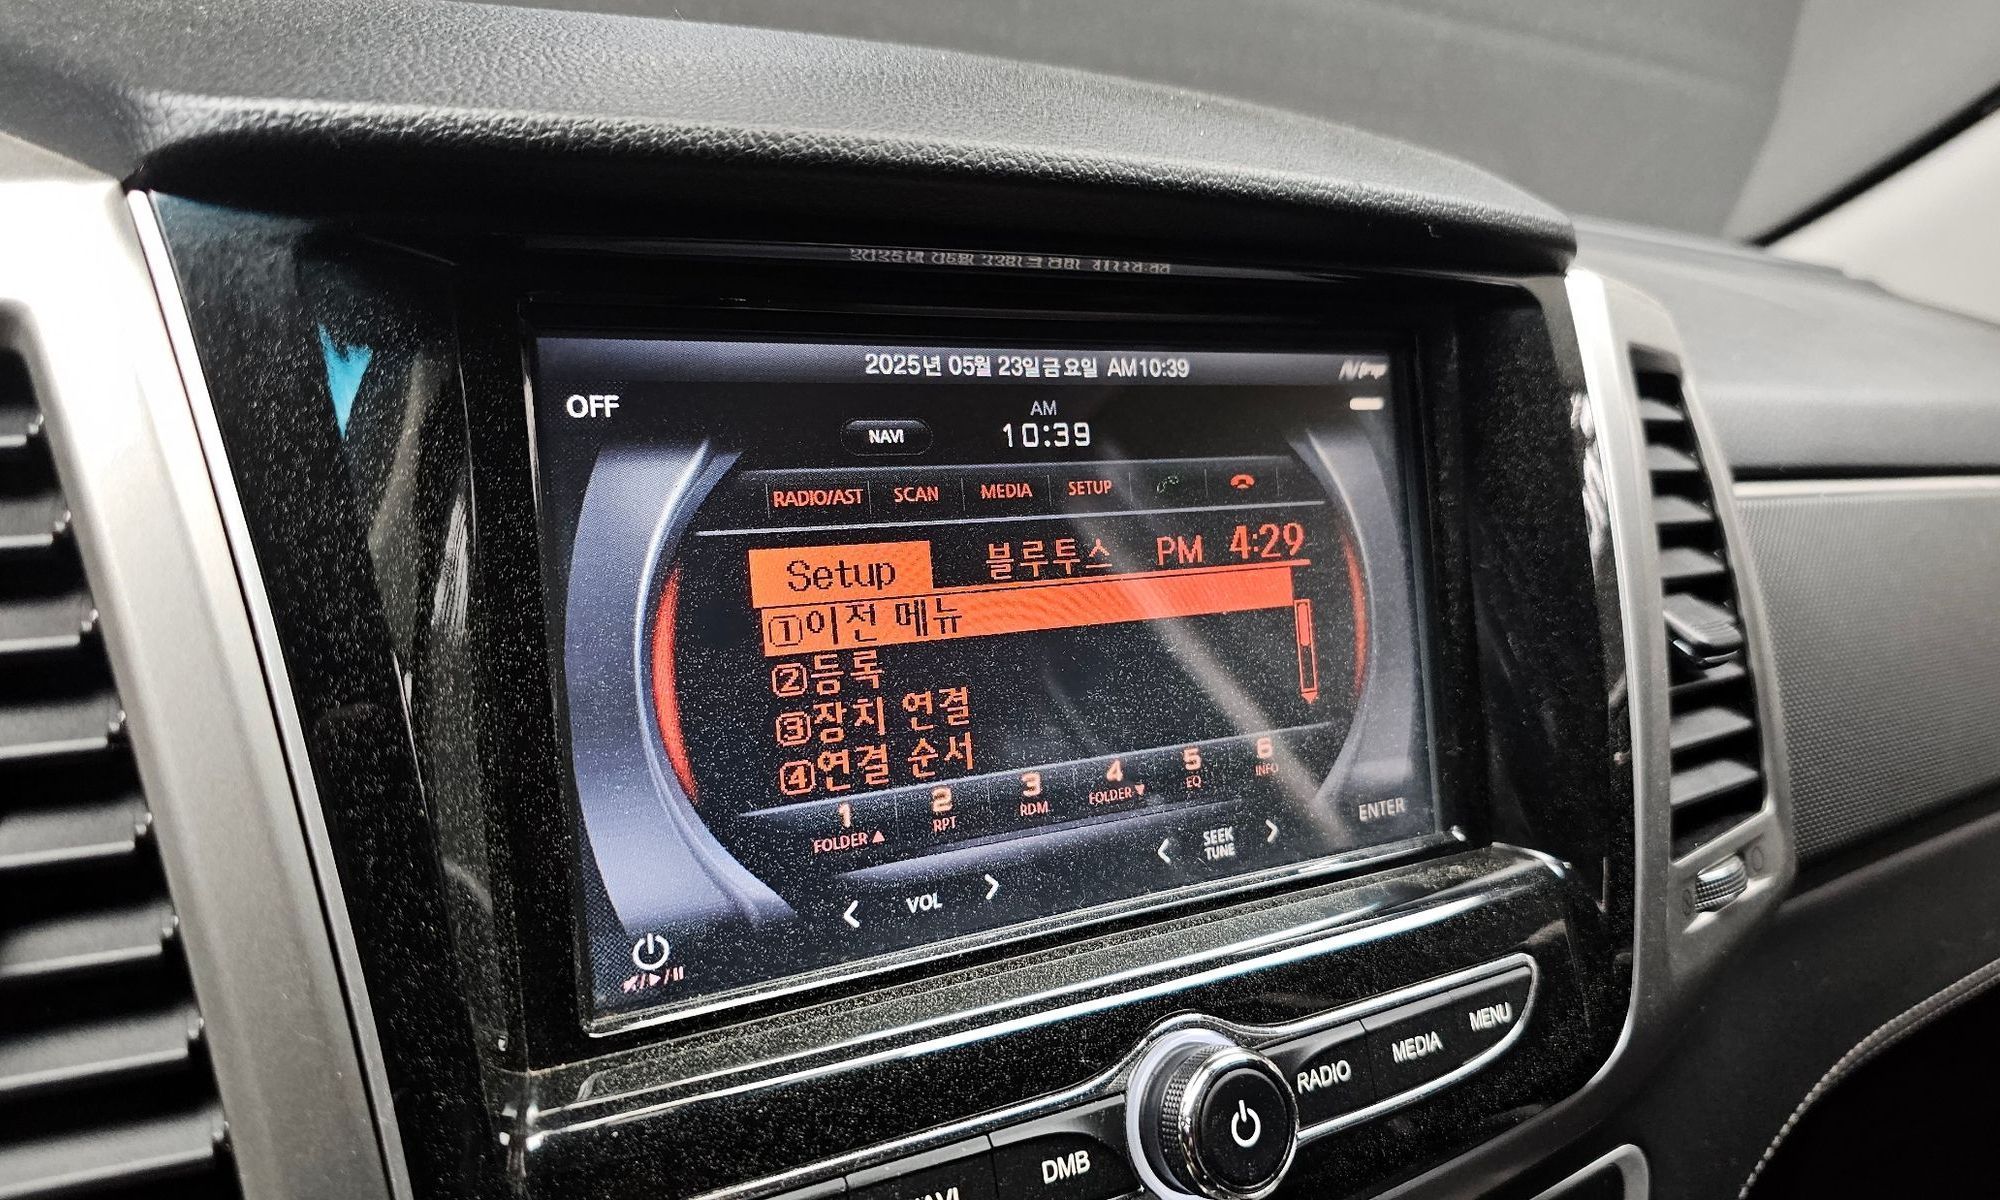 2025년 05월 23일금요일 AM10:39
OFF
NAVI
AM
10:39
RADIO/AST SCAN MEDIA SETUP
Setup 블루투스 PM 4:29
①이전 메뉴
②등록
③장치 연결
④연결 순서
1 2 3 4 5 6
FOLDER▲ RPT RDM FOLDER▼ EQ INFO
< VOL >
< SEEK TUNE >
ENTER
DMB
RADIO
MEDIA
MENU